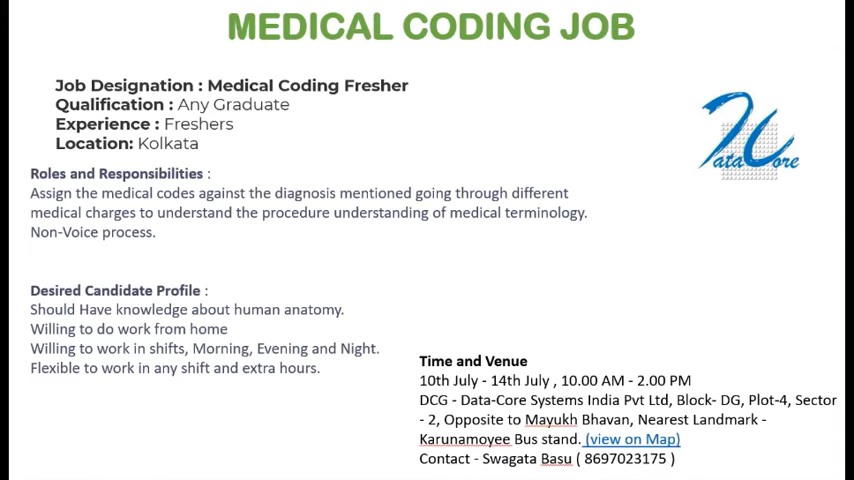 MEDICAL CODING JOB
Job Designation : Medical Coding Fresher
Qualification : Any Graduate
Experience : Freshers
Location: Kolkata
Data Core
Roles and Responsibilities :
Assign the medical codes against the diagnosis mentioned going through different
medical charges to understand the procedure understanding of medical terminology.
Non-Voice process.
Desired Candidate Profile :
Should Have knowledge about human anatomy.
Willing to do work from home
Willing to work in shifts, Morning, Evening and Night.
Flexible to work in any shift and extra hours.
Time and Venue
10th July - 14th July , 10.00 AM - 2.00 PM
DCG - Data-Core Systems India Pvt Ltd, Block- DG, Plot-4, Sector
- 2, Opposite to Mayukh Bhavan, Nearest Landmark -
Karunamoyee Bus stand. (view on Map)
Contact - Swagata Basu ( 8697023175 )